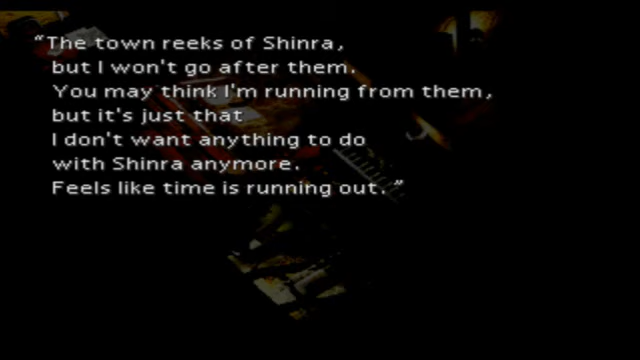 “The town reeks of Shinra,
but I won't go after them.
You may think I'm running from them,
but it's just that
I don't want anything to do
with Shinra anymore.
Feels like time is running out.”